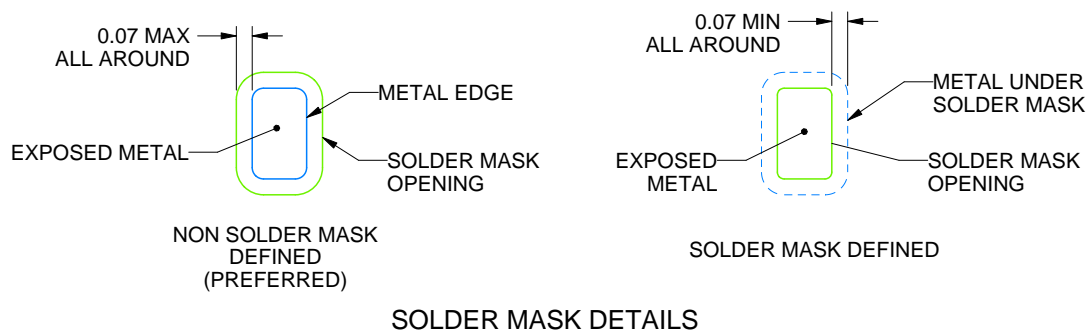 0.07 MAX
ALL AROUND
METAL EDGE
EXPOSED METAL
SOLDER MASK
OPENING
NON SOLDER MASK
DEFINED
(PREFERRED)
0.07 MIN
ALL AROUND
METAL UNDER
SOLDER MASK
EXPOSED
METAL
SOLDER MASK
OPENING
SOLDER MASK DEFINED
SOLDER MASK DETAILS